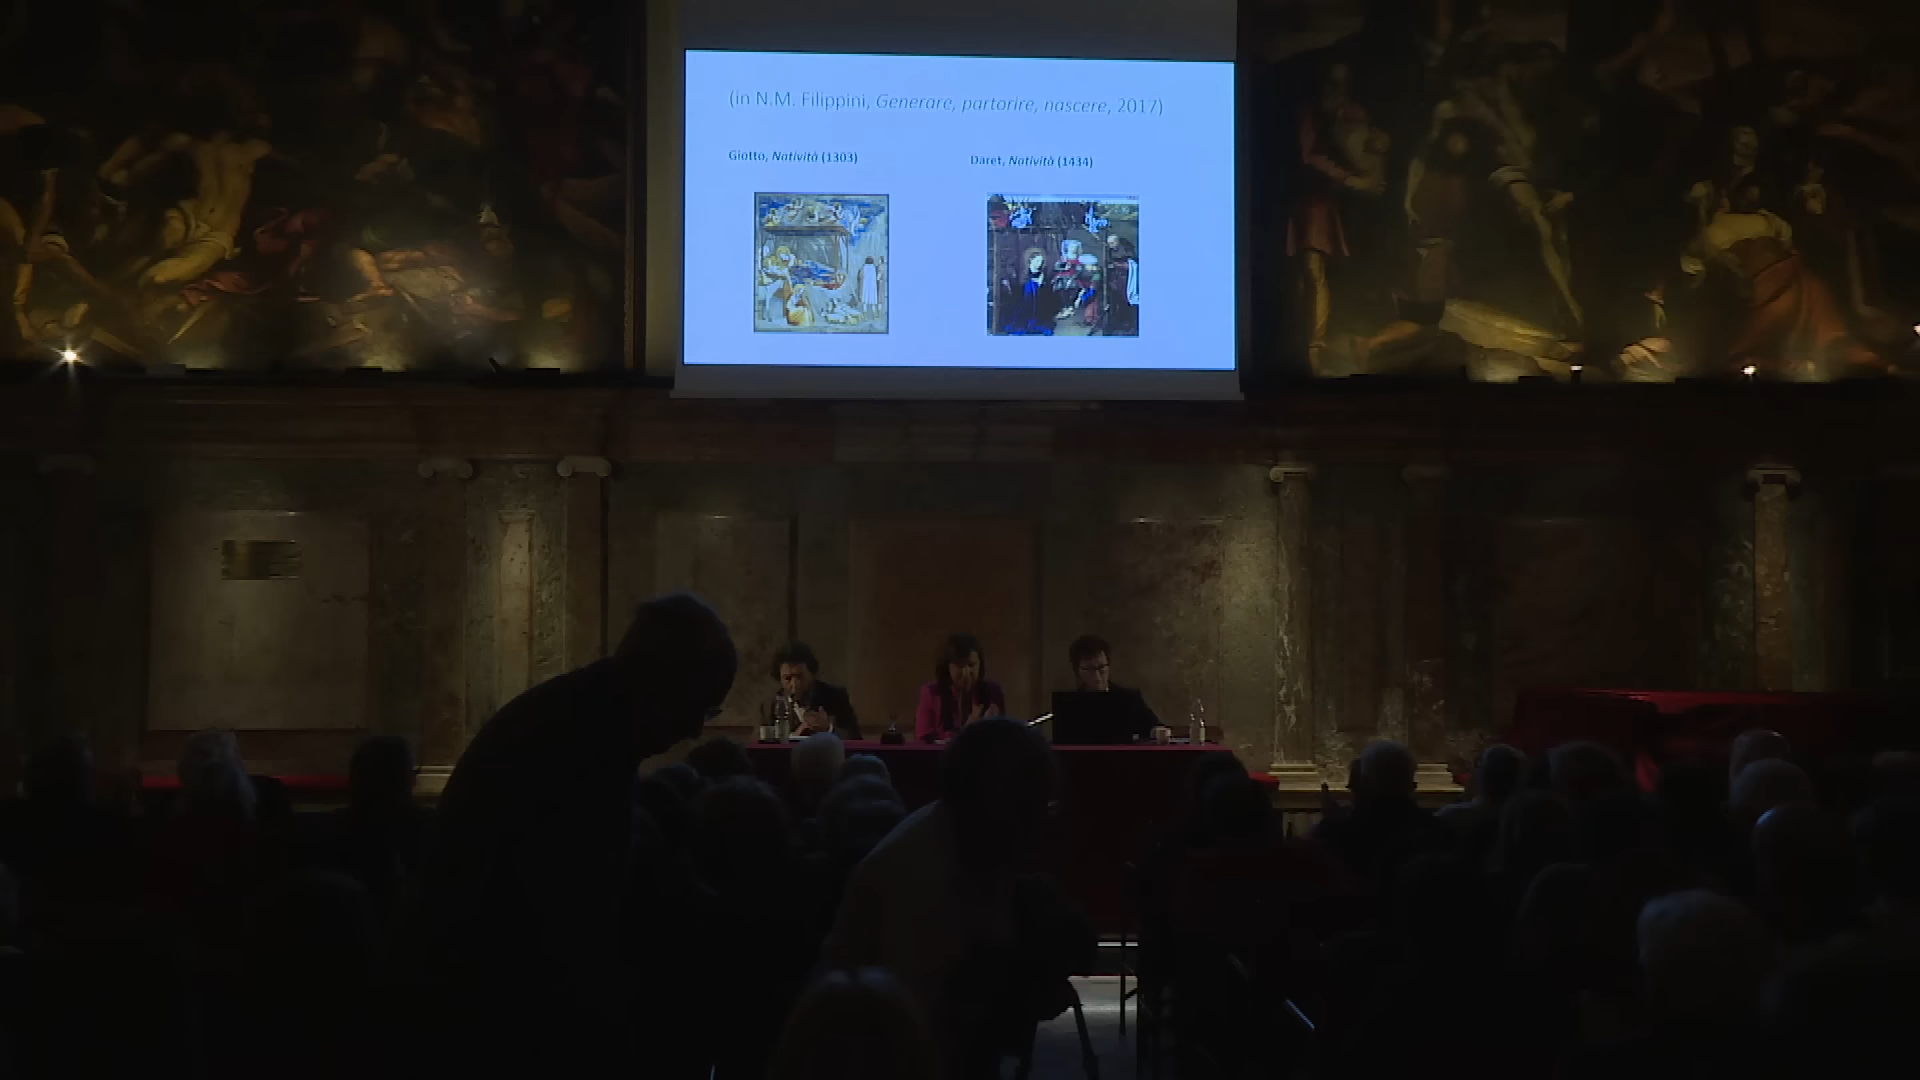 (in N.M. Filippini, Generare, partorire, nascere, 2017)
Giotto, Natività (1303)
Daret, Natività (1434)